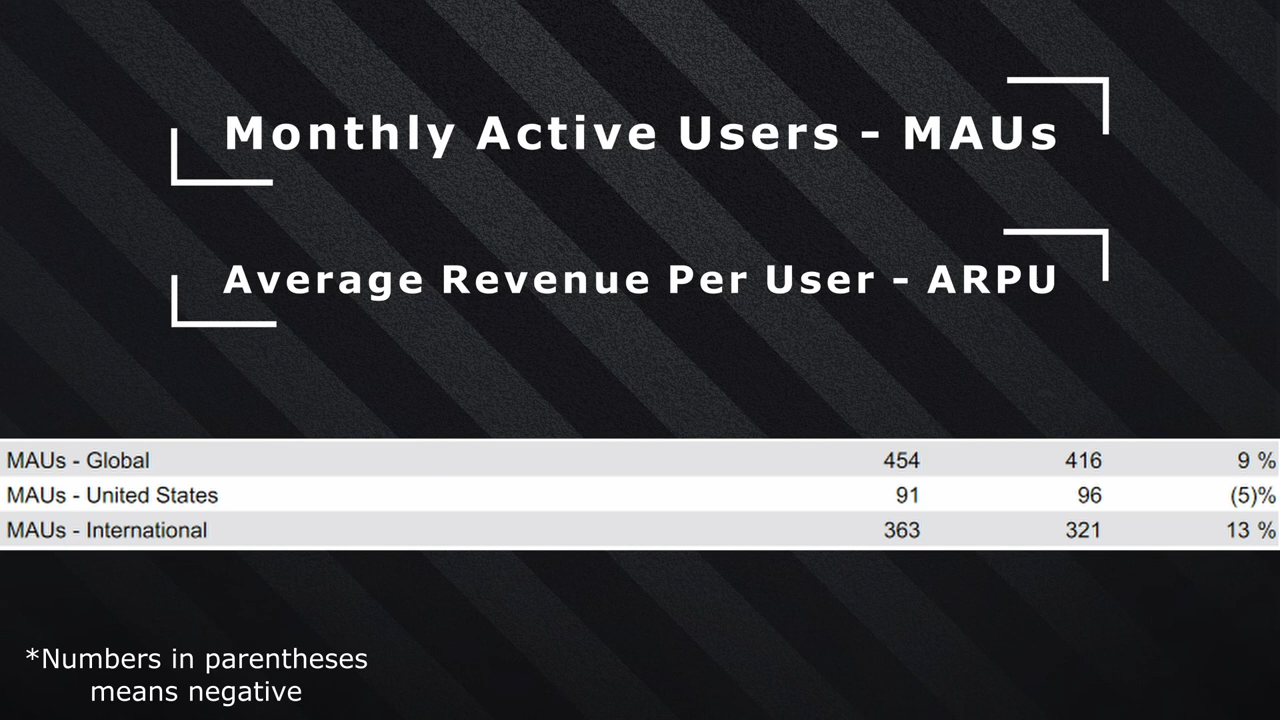 Monthly Active Users - MAUs
Average Revenue Per User - ARPU
MAUs - Global 454 416 9 %
MAUs - United States 91 96 (5)%
MAUs - International 363 321 13 %
*Numbers in parentheses
means negative